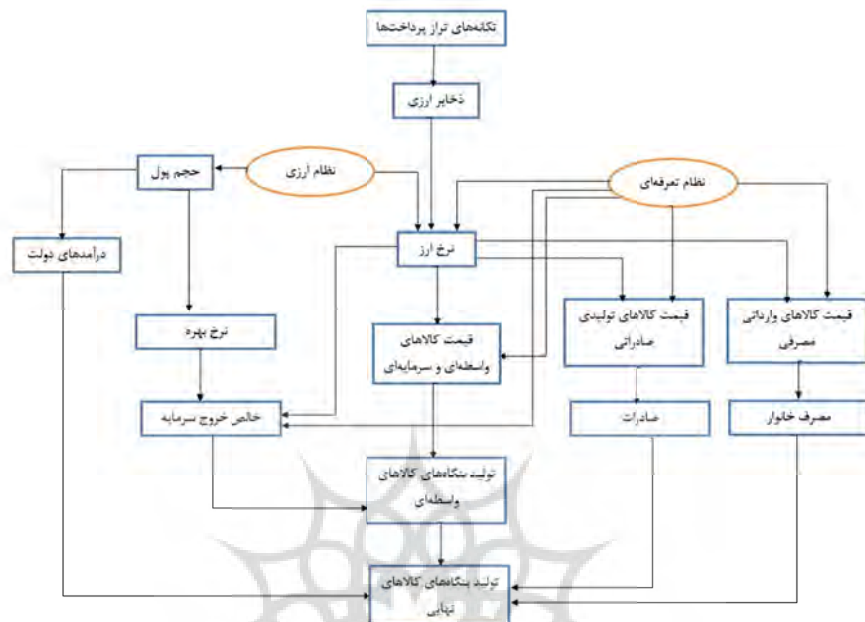 تکانه‌های تراز پرداخت‌ها
ذخایر ارزی
حجم پول
نظام ارزی
نظام تعرفه‌ای
درآمدهای دولت
نرخ ارز
نرخ بهره
قیمت کالاهای
واسطه‌ای و سرمایه‌ای
قیمت کالاهای تولیدی
صادراتی
قیمت کالاهای وارداتی
مصرفی
خالص خروج سرمایه
صادرات
مصرف خانوار
تولید بنگاه‌های کالاهای
واسطه‌ای
تولید بنگاه‌های کالاهای
نهایی